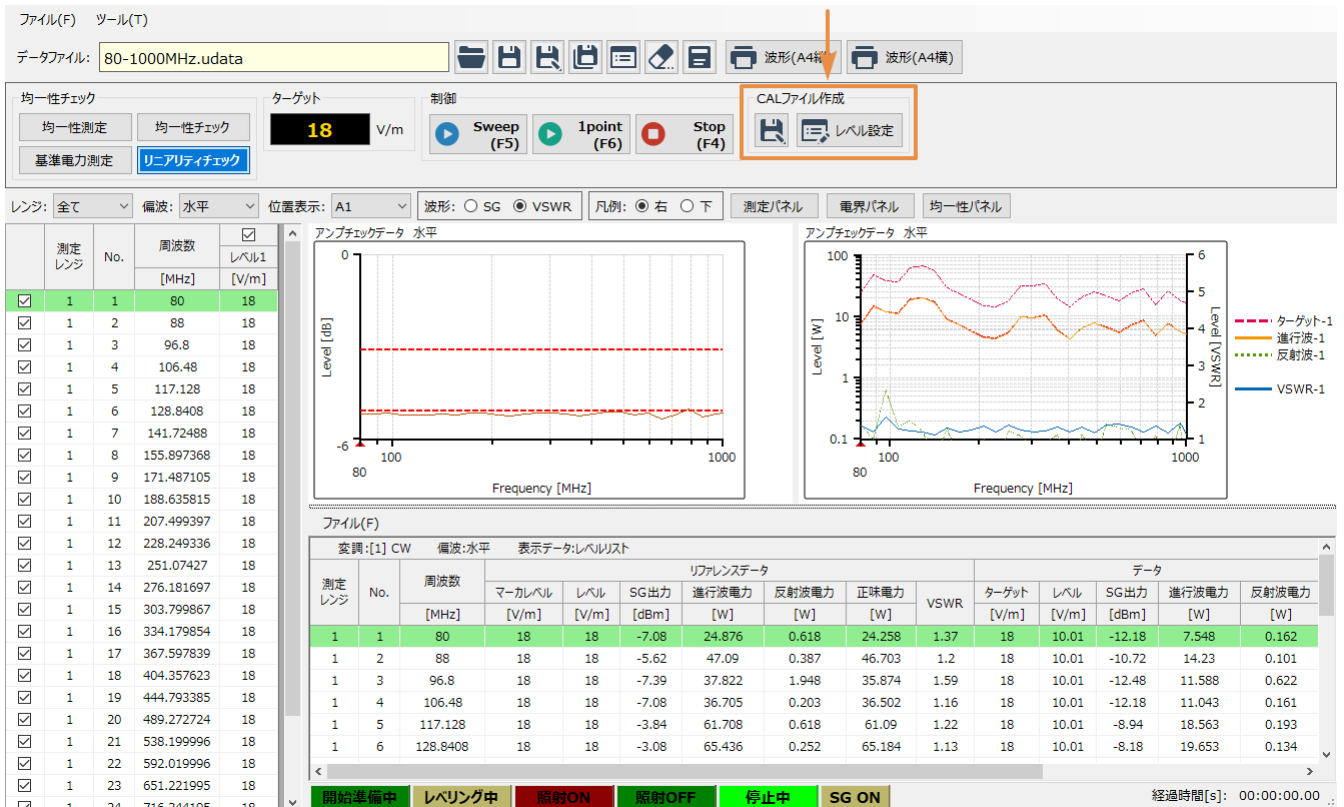 ファイル(F) ツール(T)
データファイル: 80-1000MHz.udata 波形(A4縦) 波形(A4横)
均一性チェック ターゲット 制御 CALファイル作成
均一性測定 均一性チェック 18 V/m Sweep (F5) 1point (F6) Stop (F4) レベル設定
基準電力測定 リニアリティチェック
レンジ: 全て 偏波: 水平 位置表示: A1 波形: SG VSWR 凡例: 右 下 測定パネル 電界パネル 均一性パネル
測定レンジ No. 周波数 レベル1
[MHz] [V/m]
1 1 80 18
1 2 88 18
1 3 96.8 18
1 4 106.48 18
1 5 117.128 18
1 6 128.8408 18
1 7 141.72488 18
1 8 155.897368 18
1 9 171.487105 18
1 10 188.635815 18
1 11 207.499397 18
1 12 228.249336 18
1 13 251.07427 18
1 14 276.181697 18
1 15 303.799867 18
1 16 334.179854 18
1 17 367.597839 18
1 18 404.357623 18
1 19 444.793385 18
1 20 489.272724 18
1 21 538.199996 18
1 22 592.019996 18
1 23 651.221995 18
アンプチェックデータ 水平
0
Level [dB]
-6
100 1000
80
Frequency [MHz]
アンプチェックデータ 水平
100 6
5
10 4
Level [W] Level [VSWR]
3
1
2
0.1 1
100 1000
80
Frequency [MHz]
ターゲット-1
進行波-1
反射波-1
VSWR-1
ファイル(F)
変調:[1] CW 偏波:水平 表示データ:レベルリスト
測定レンジ No. 周波数 リファレンスデータ データ
マーカレベル レベル SG出力 進行波電力 反射波電力 正味電力 VSWR ターゲット レベル SG出力 進行波電力 反射波電力
[MHz] [V/m] [V/m] [dBm] [W] [W] [W] [V/m] [V/m] [dBm] [W] [W]
1 1 80 18 18 -7.08 24.876 0.618 24.258 1.37 18 10.01 -12.18 7.548 0.162
1 2 88 18 18 -5.62 47.09 0.387 46.703 1.2 18 10.01 -10.72 14.23 0.101
1 3 96.8 18 18 -7.39 37.822 1.948 35.874 1.59 18 10.01 -12.48 11.588 0.622
1 4 106.48 18 18 -7.08 36.705 0.203 36.502 1.16 18 10.01 -12.18 11.043 0.161
1 5 117.128 18 18 -3.84 61.708 0.618 61.09 1.22 18 10.01 -8.94 18.563 0.193
1 6 128.8408 18 18 -3.08 65.436 0.252 65.184 1.13 18 10.01 -8.18 19.653 0.134
開始準備中 レベリング中 照射ON 照射OFF 停止中 SG ON 経過時間[s]: 00:00:00.00